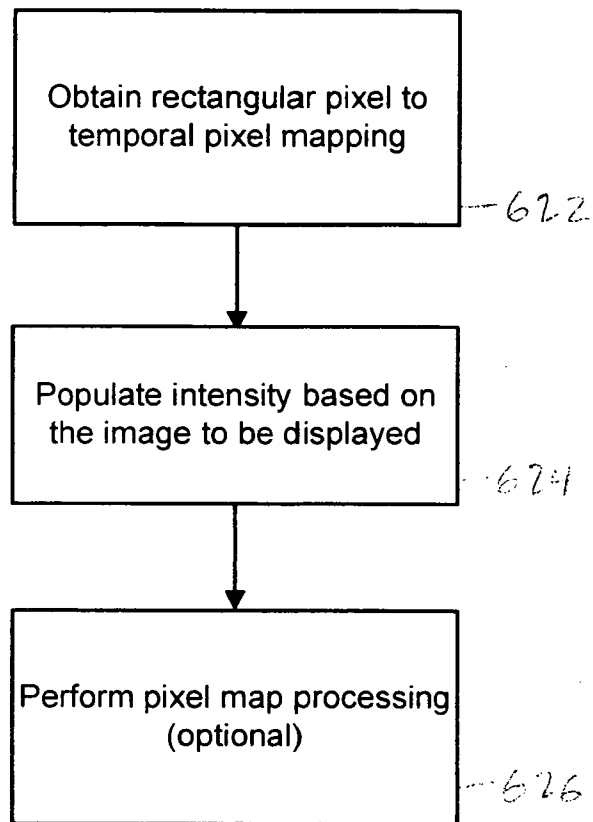 Obtain rectangular pixel to
temporal pixel mapping
622
Populate intensity based on
the image to be displayed
624
Perform pixel map processing
(optional)
626